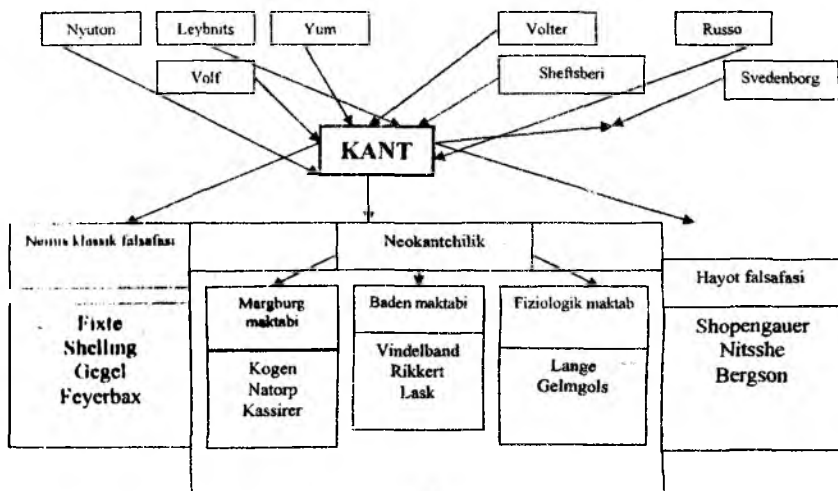 Nyuton
Leybnits
Yum
Volter
Russo
Volf
Sheftsberi
Svedenborg
KANT
Nemis klassik falsafasi
Neokantchilik
Hayot falsafasi
Margburg
maktabi
Baden maktabi
Fiziologik maktab
Fixte
Shelling
Gegel
Feyerbax
Kogen
Natorp
Kassirer
Vindelband
Rikkert
Lask
Lange
Gelmgols
Shopengauer
Nitsshe
Bergson